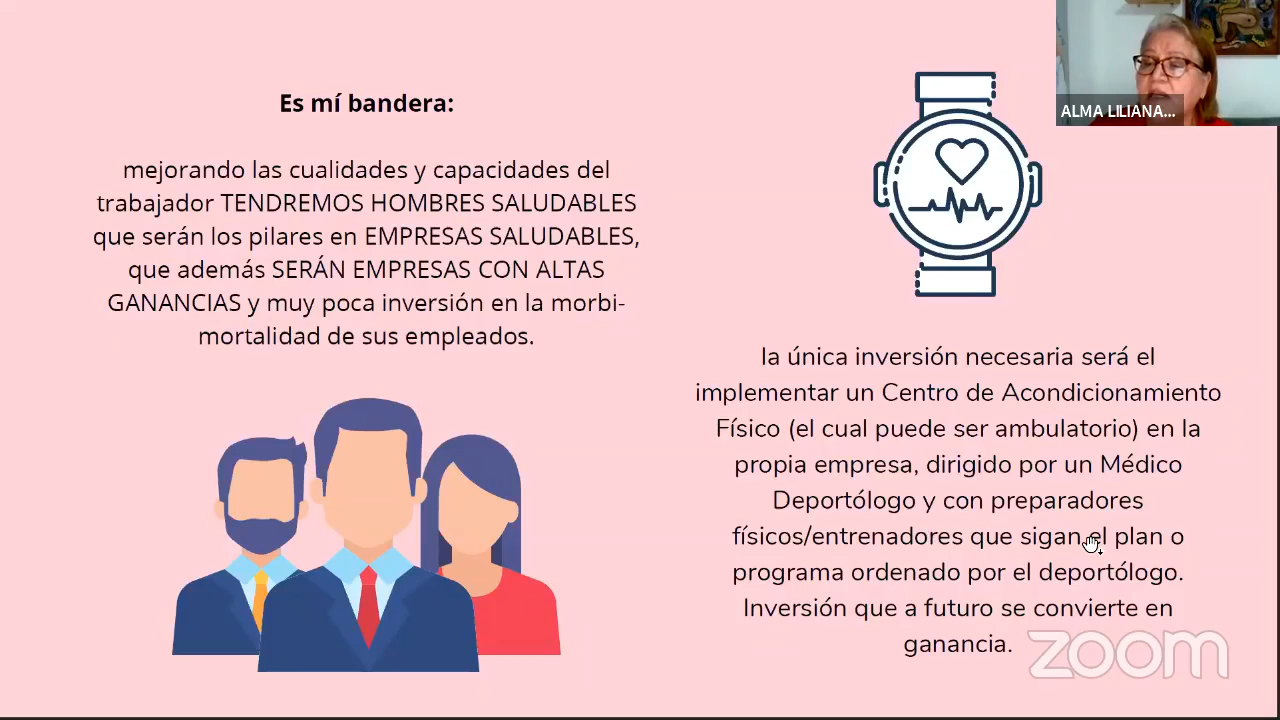 Es mí bandera:
mejorando las cualidades y capacidades del
trabajador TENDREMOS HOMBRES SALUDABLES
que serán los pilares en EMPRESAS SALUDABLES,
que además SERÁN EMPRESAS CON ALTAS
GANANCIAS y muy poca inversión en la morbi-
mortalidad de sus empleados.
ALMA LILIANA...
la única inversión necesaria será el
implementar un Centro de Acondicionamiento
Físico (el cual puede ser ambulatorio) en la
propia empresa, dirigido por un Médico
Deportólogo y con preparadores
físicos/entrenadores que sigan el plan o
programa ordenado por el deportólogo.
Inversión que a futuro se convierte en
ganancia.
zoom